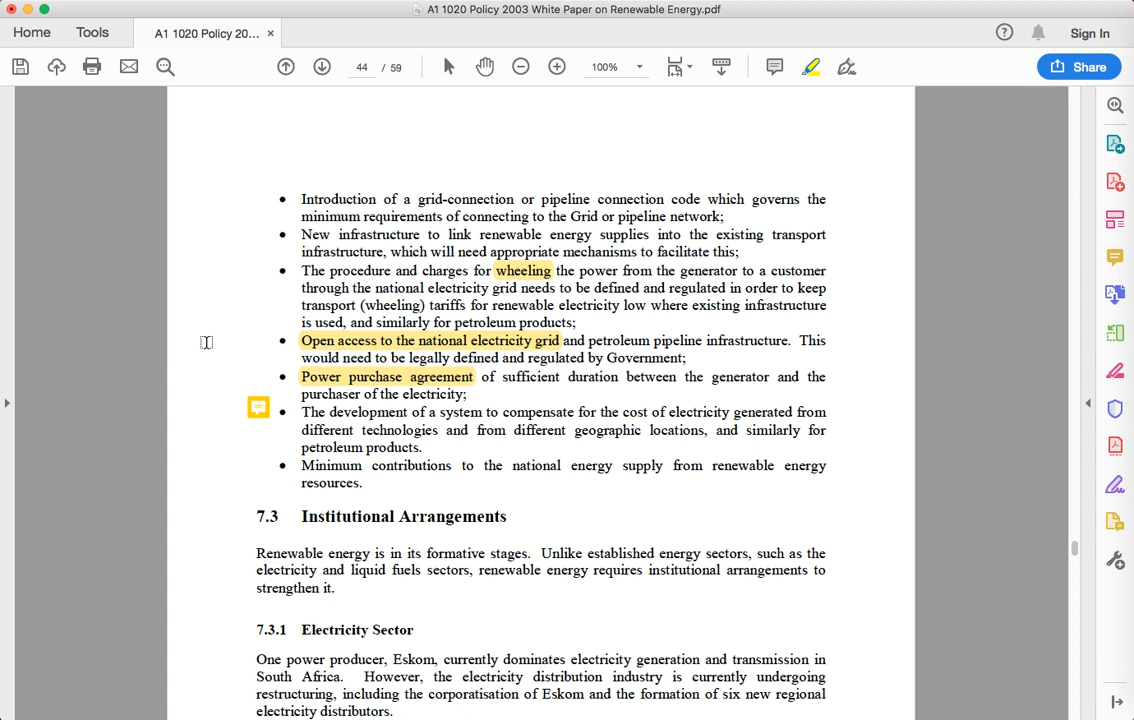 A1 1020 Policy 2003 White Paper on Renewable Energy.pdf
Home Tools A1 1020 Policy 20... × Sign In
44 / 59 100% Share
• Introduction of a grid-connection or pipeline connection code which governs the
minimum requirements of connecting to the Grid or pipeline network;
• New infrastructure to link renewable energy supplies into the existing transport
infrastructure, which will need appropriate mechanisms to facilitate this;
• The procedure and charges for wheeling the power from the generator to a customer
through the national electricity grid needs to be defined and regulated in order to keep
transport (wheeling) tariffs for renewable electricity low where existing infrastructure
is used, and similarly for petroleum products;
• Open access to the national electricity grid and petroleum pipeline infrastructure. This
would need to be legally defined and regulated by Government;
• Power purchase agreement of sufficient duration between the generator and the
purchaser of the electricity;
• The development of a system to compensate for the cost of electricity generated from
different technologies and from different geographic locations, and similarly for
petroleum products.
• Minimum contributions to the national energy supply from renewable energy
resources.
7.3 Institutional Arrangements
Renewable energy is in its formative stages. Unlike established energy sectors, such as the
electricity and liquid fuels sectors, renewable energy requires institutional arrangements to
strengthen it.
7.3.1 Electricity Sector
One power producer, Eskom, currently dominates electricity generation and transmission in
South Africa. However, the electricity distribution industry is currently undergoing
restructuring, including the corporatisation of Eskom and the formation of six new regional
electricity distributors.